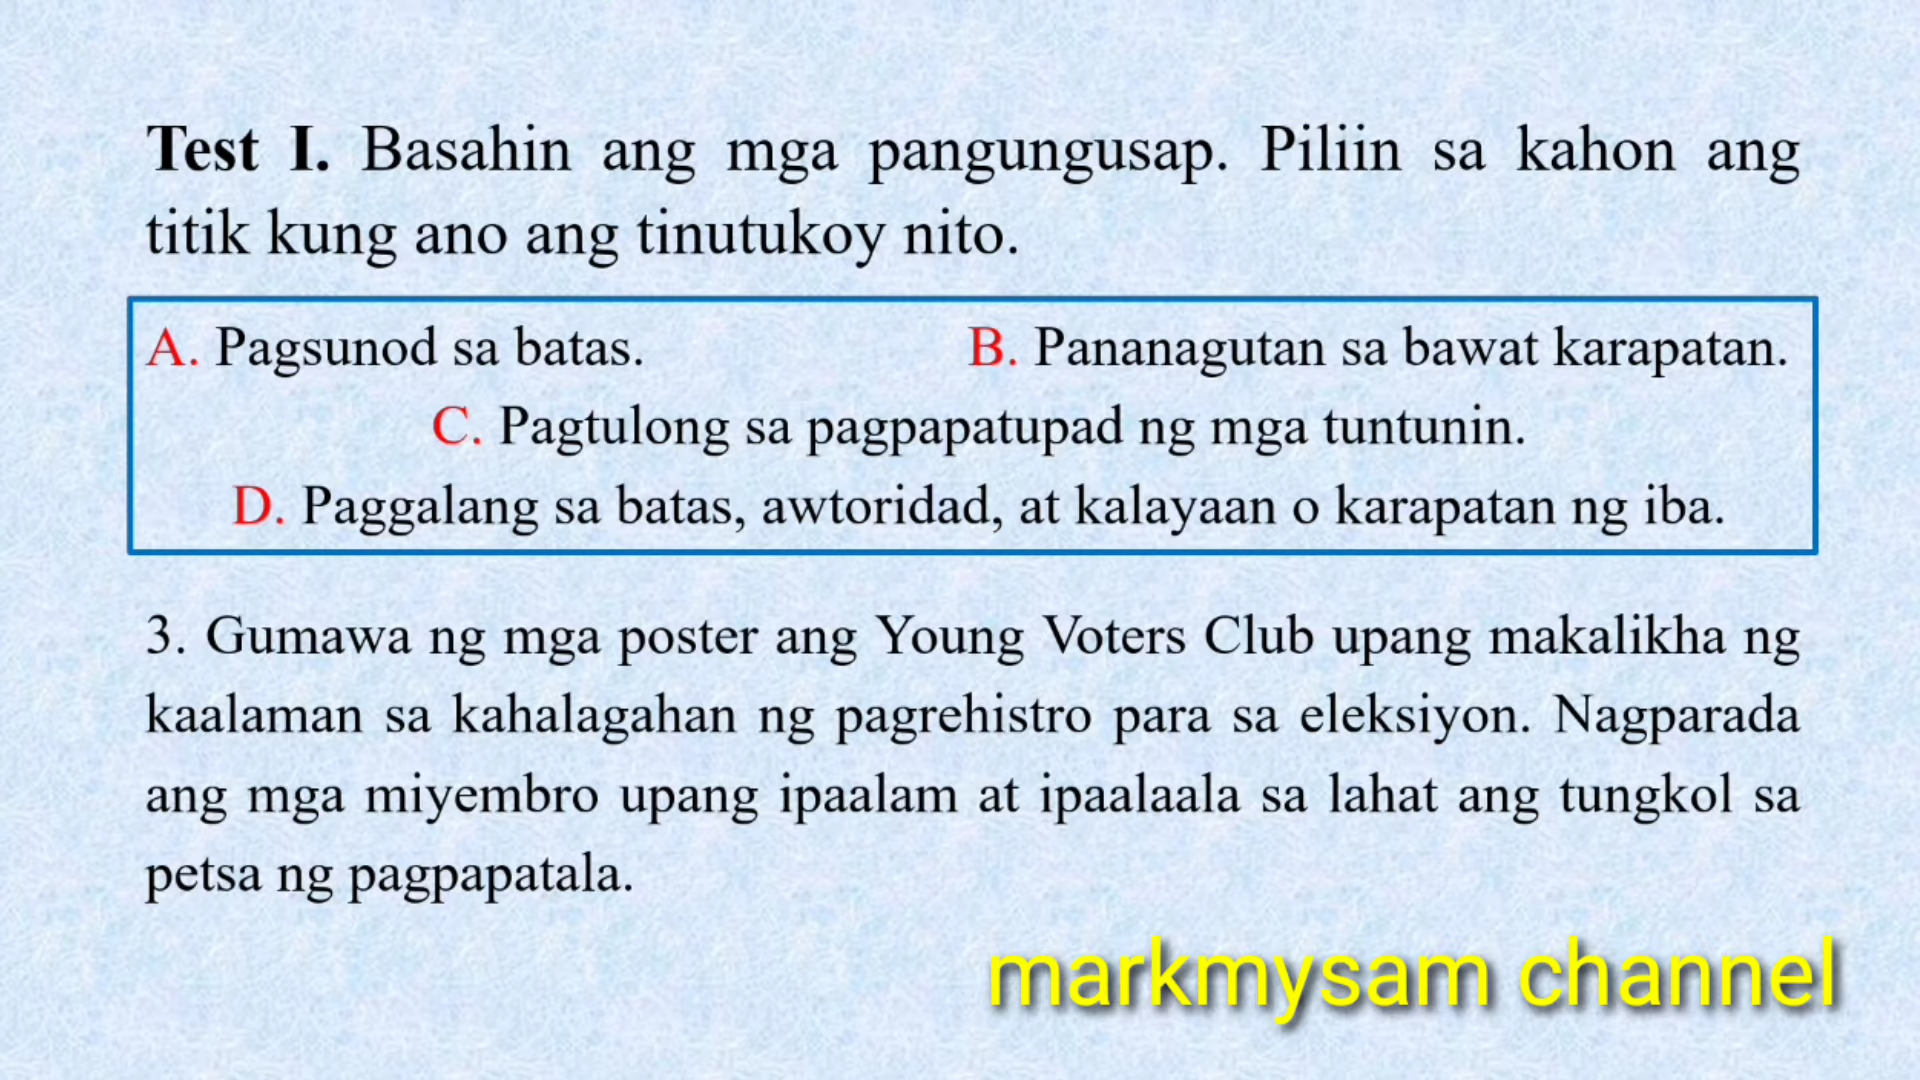 Test I. Basahin ang mga pangungusap. Piliin sa kahon ang
titik kung ano ang tinutukoy nito.
A. Pagsunod sa batas. B. Pananagutan sa bawat karapatan.
C. Pagtulong sa pagpapatupad ng mga tuntunin.
D. Paggalang sa batas, awtoridad, at kalayaan o karapatan ng iba.
3. Gumawa ng mga poster ang Young Voters Club upang makalikha ng
kaalaman sa kahalagahan ng pagrehistro para sa eleksiyon. Nagparada
ang mga miyembro upang ipaalam at ipaalaala sa lahat ang tungkol sa
petsa ng pagpapatala.
markmysam channel